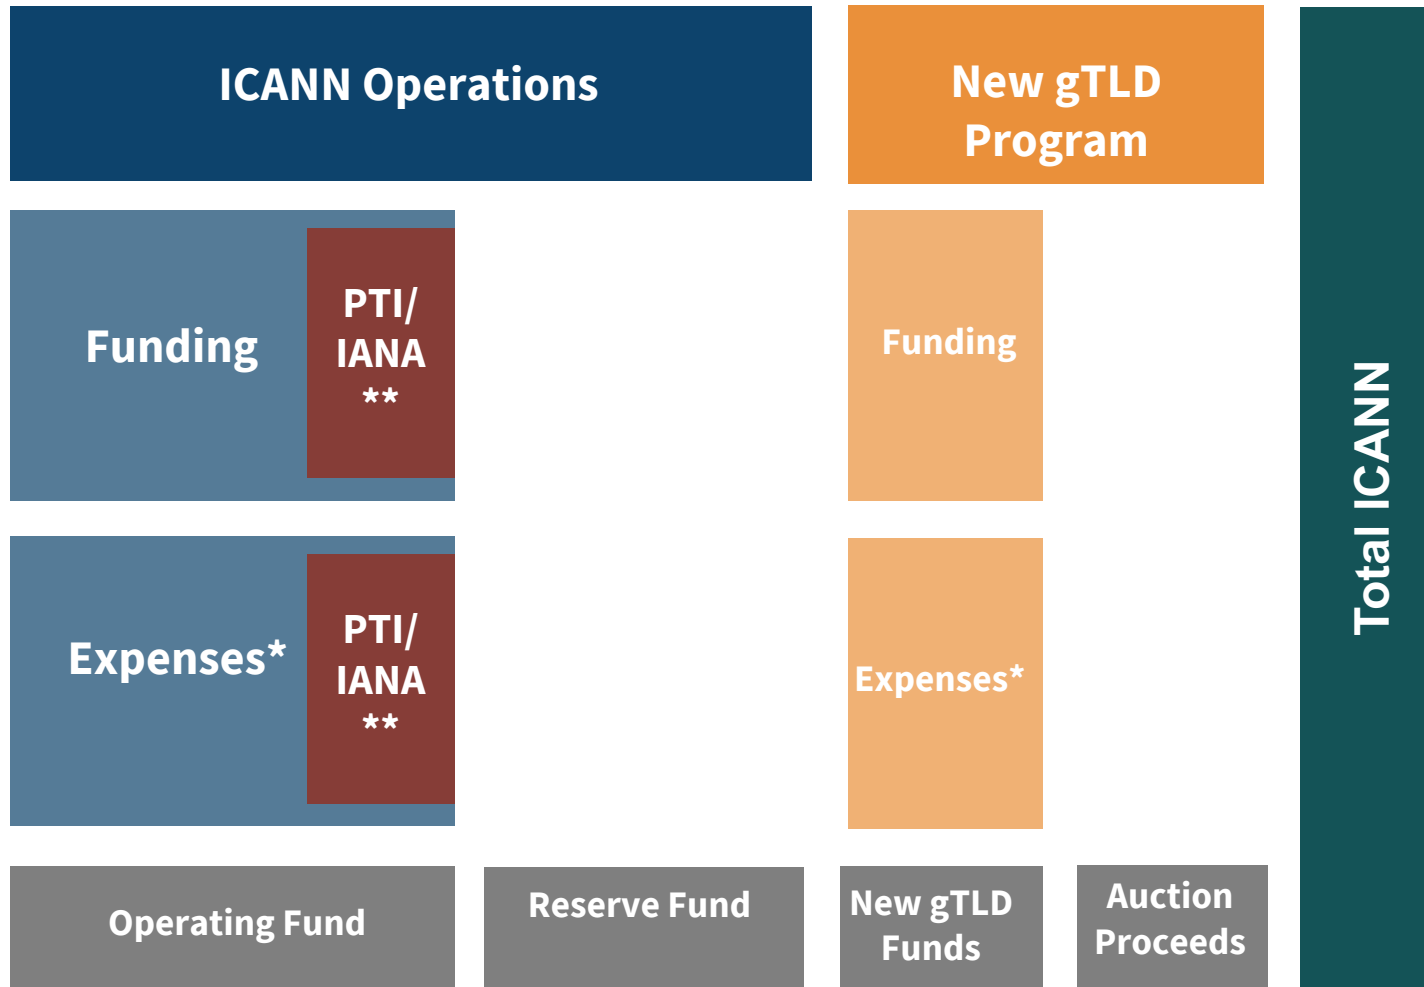 ICANN Operations
New gTLD
Program
Funding
PTI/
IANA
**
Funding
Expenses*
PTI/
IANA
**
Expenses*
Operating Fund
Reserve Fund
New gTLD
Funds
Auction
Proceeds
Total ICANN